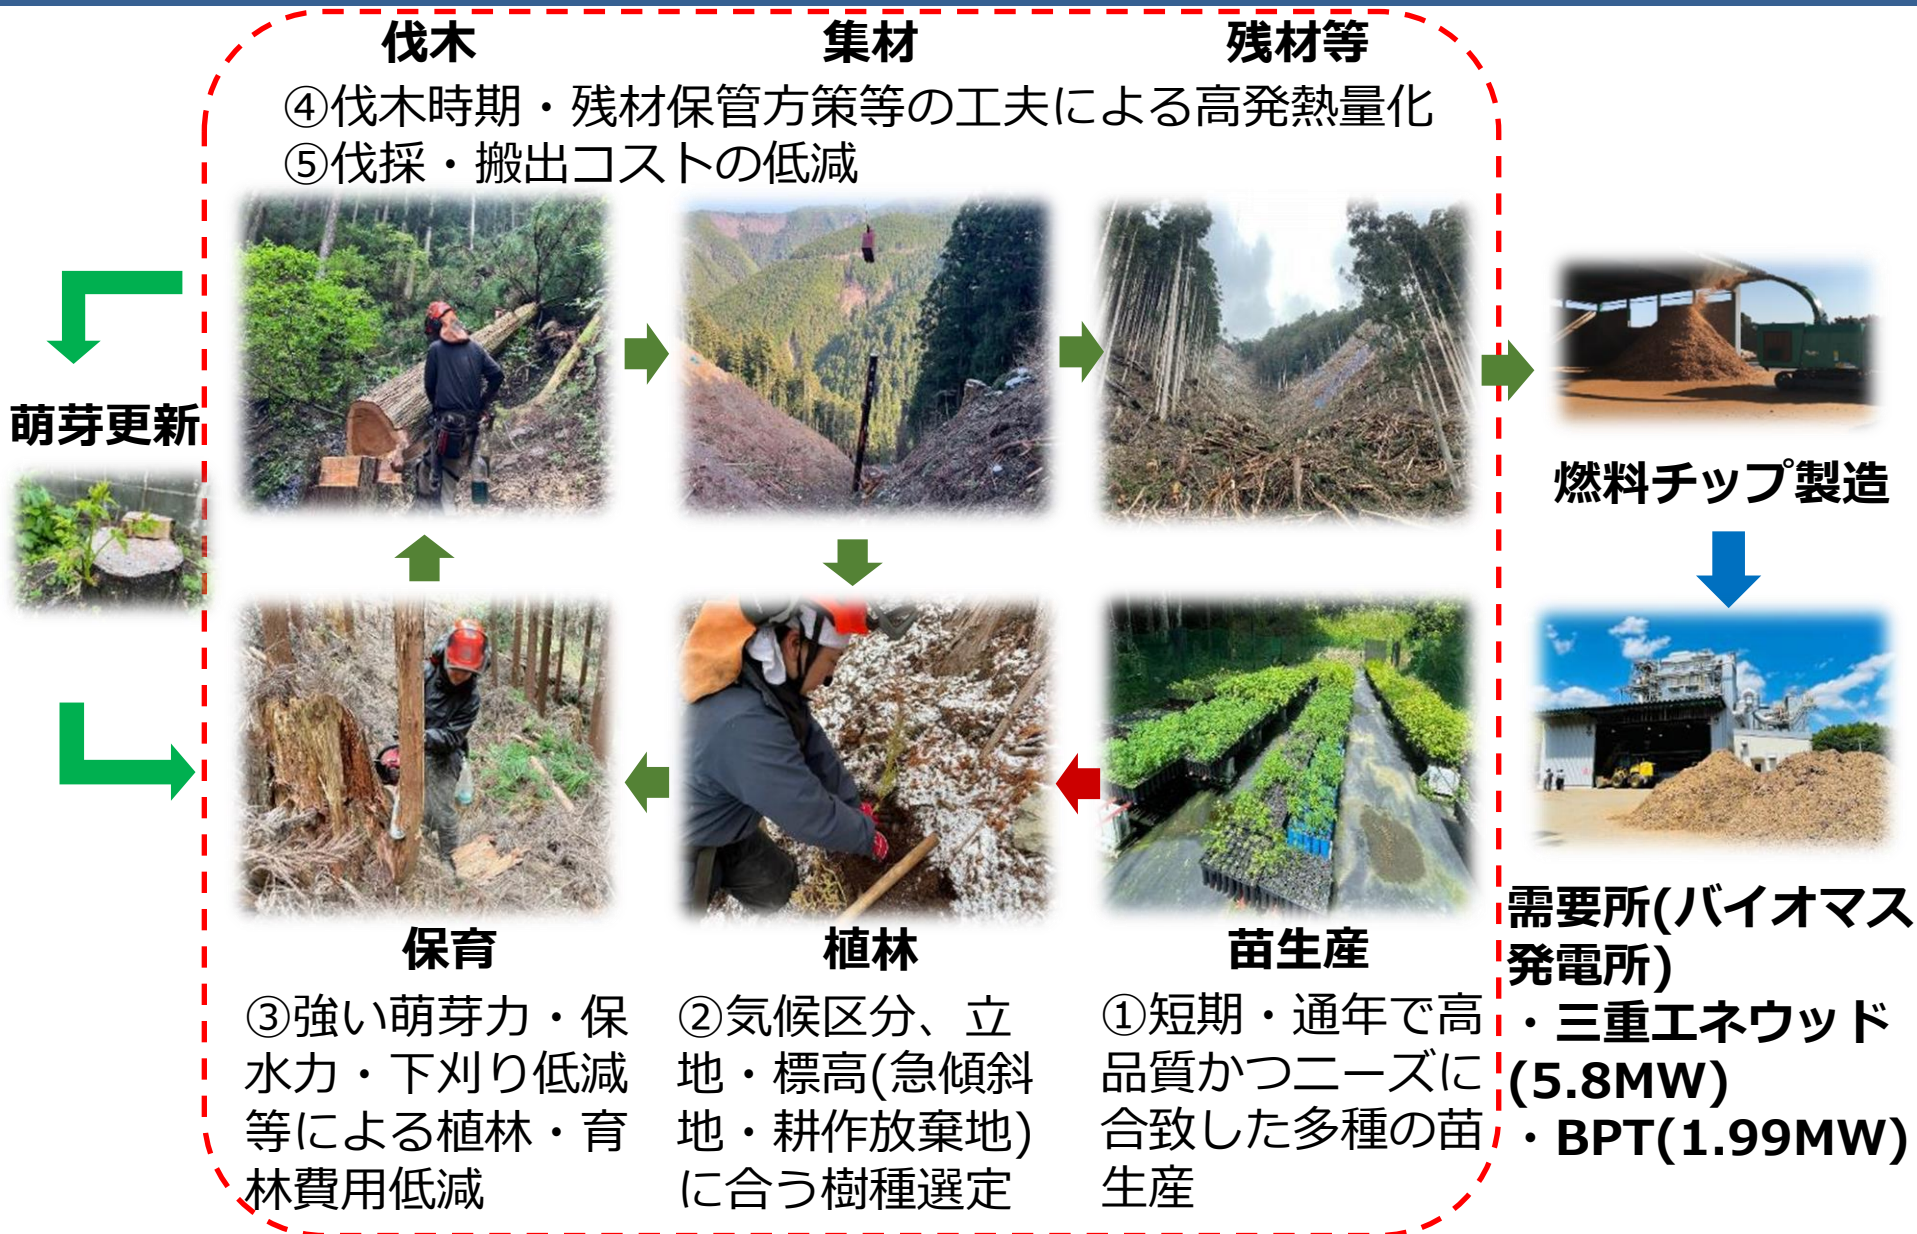 伐木
集材
残材等
④伐木時期・残材保管方策等の工夫による高発熱量化
⑤伐採・搬出コストの低減
萌芽更新
燃料チップ製造
保育
③強い萌芽力・保
水力・下刈り低減
等による植林・育
林費用低減
植林
②気候区分、立
地・標高(急傾斜
地・耕作放棄地)
に合う樹種選定
苗生産
①短期・通年で高
品質かつニーズに
合致した多種の苗
生産
需要所(バイオマス
発電所)
・三重エネウッド
(5.8MW)
・BPT(1.99MW)